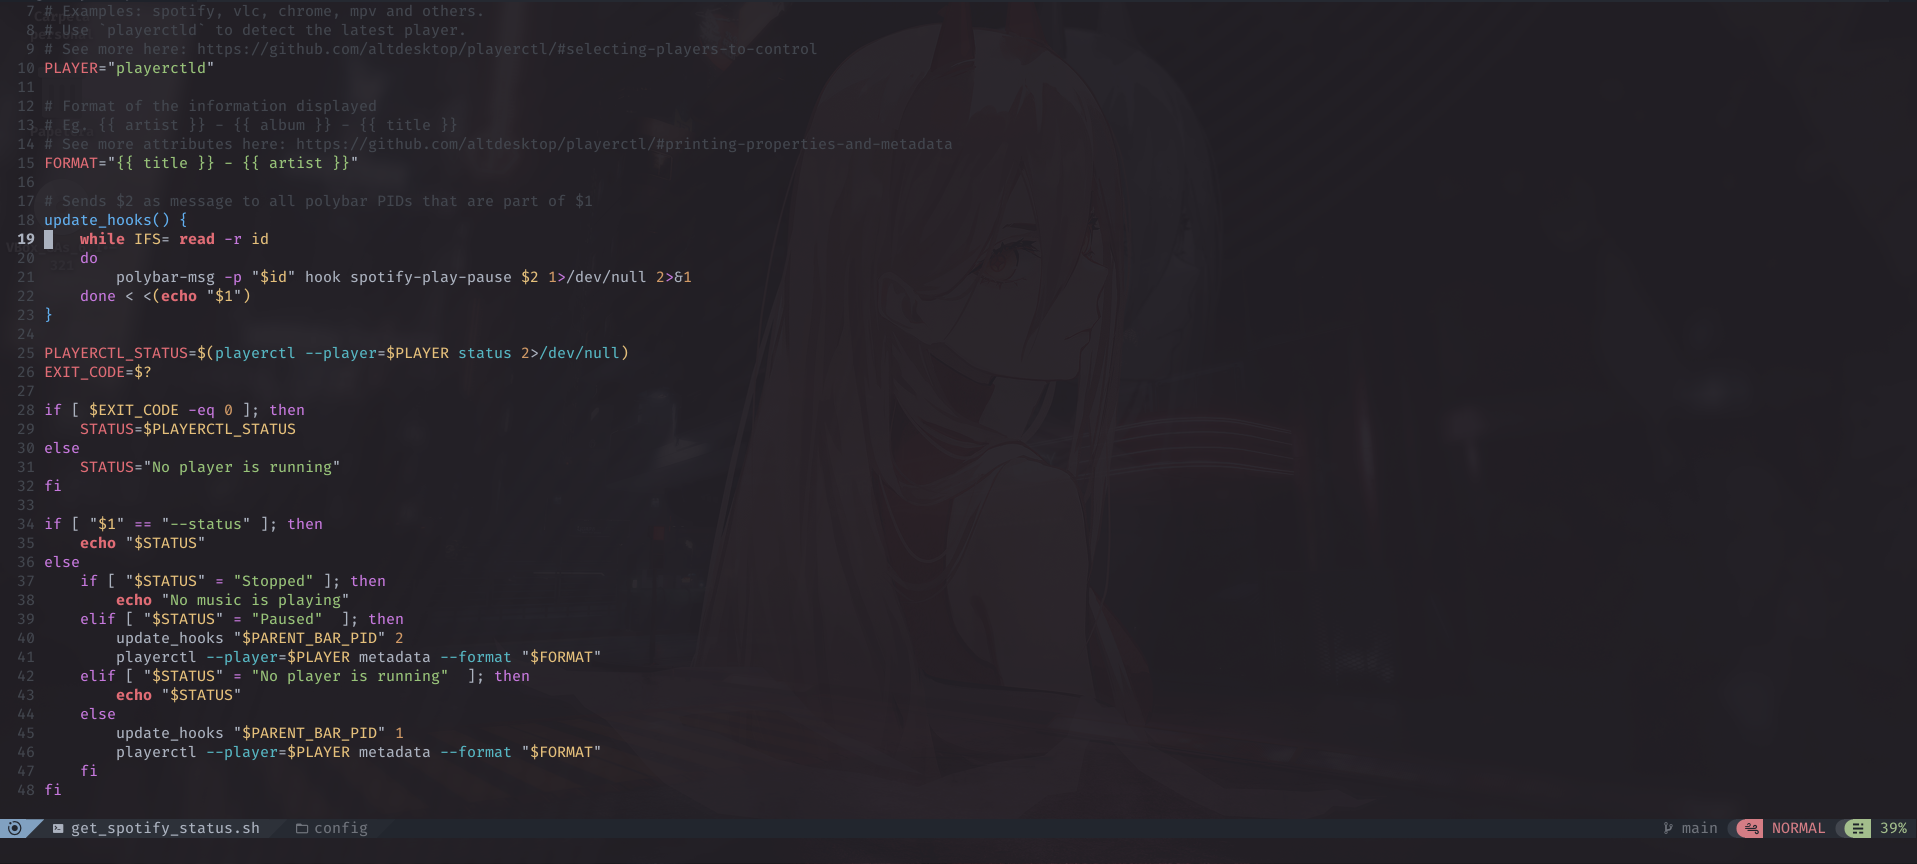 7 # Examples: spotify, vlc, chrome, mpv and others.
8 # Use `playerctld` to detect the latest player.
9 # See more here: https://github.com/altdesktop/playerctl/#selecting-players-to-control
10 PLAYER="playerctld"
11
12 # Format of the information displayed
13 # Eg. {{ artist }} - {{ album }} - {{ title }}
14 # See more attributes here: https://github.com/altdesktop/playerctl/#printing-properties-and-metadata
15 FORMAT="{{ title }} - {{ artist }}"
16
17 # Sends $2 as message to all polybar PIDs that are part of $1
18 update_hooks() {
19     while IFS= read -r id
20     do
21         polybar-msg -p "$id" hook spotify-play-pause $2 1>/dev/null 2>&1
22     done < <(echo "$1")
23 }
24
25 PLAYERCTL_STATUS=$(playerctl --player=$PLAYER status 2>/dev/null)
26 EXIT_CODE=$?
27
28 if [ $EXIT_CODE -eq 0 ]; then
29     STATUS=$PLAYERCTL_STATUS
30 else
31     STATUS="No player is running"
32 fi
33
34 if [ "$1" == "--status" ]; then
35     echo "$STATUS"
36 else
37     if [ "$STATUS" = "Stopped" ]; then
38         echo "No music is playing"
39     elif [ "$STATUS" = "Paused"  ]; then
40         update_hooks "$PARENT_BAR_PID" 2
41         playerctl --player=$PLAYER metadata --format "$FORMAT"
42     elif [ "$STATUS" = "No player is running"  ]; then
43         echo "$STATUS"
44     else
45         update_hooks "$PARENT_BAR_PID" 1
46         playerctl --player=$PLAYER metadata --format "$FORMAT"
47     fi
48 fi
get_spotify_status.sh config main NORMAL 39%